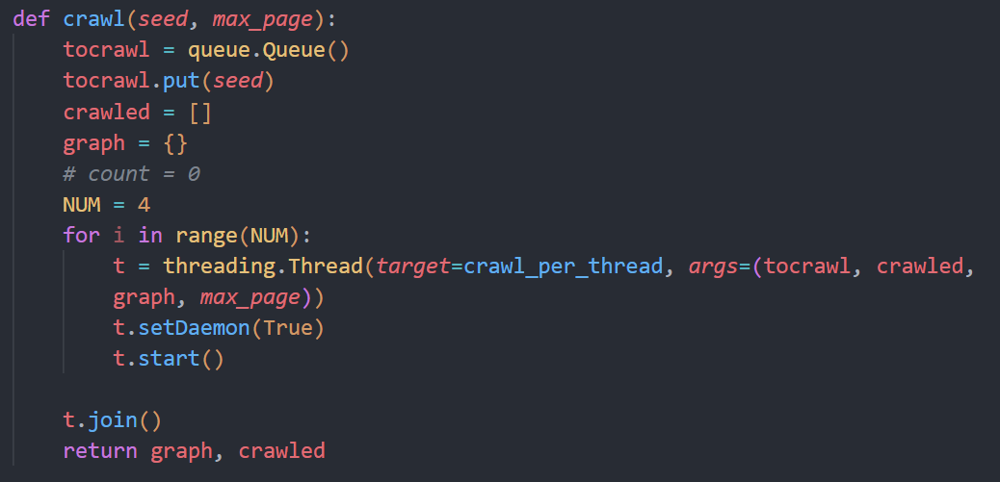 def crawl(seed, max_page):
    tocrawl = queue.Queue()
    tocrawl.put(seed)
    crawled = []
    graph = {}
    # count = 0
    NUM = 4
    for i in range(NUM):
        t = threading.Thread(target=crawl_per_thread, args=(tocrawl, crawled,
        graph, max_page))
        t.setDaemon(True)
        t.start()

    t.join()
    return graph, crawled